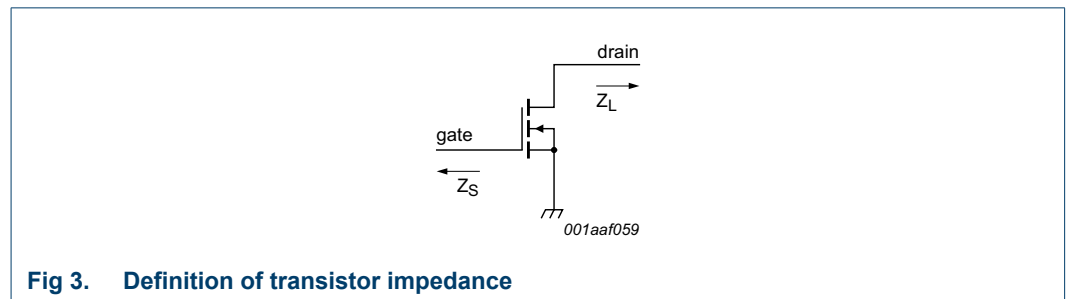 drain
Z_L
gate
Z_S
001aaf059
Fig 3. Definition of transistor impedance